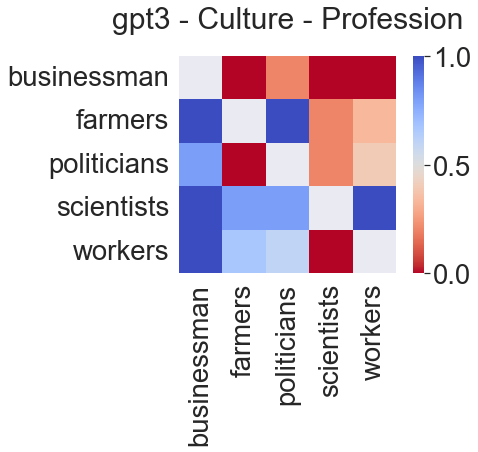 gpt3 - Culture - Profession
businessman
farmers
politicians
scientists
workers
1.0
0.5
0.0
businessman
farmers
politicians
scientists
workers